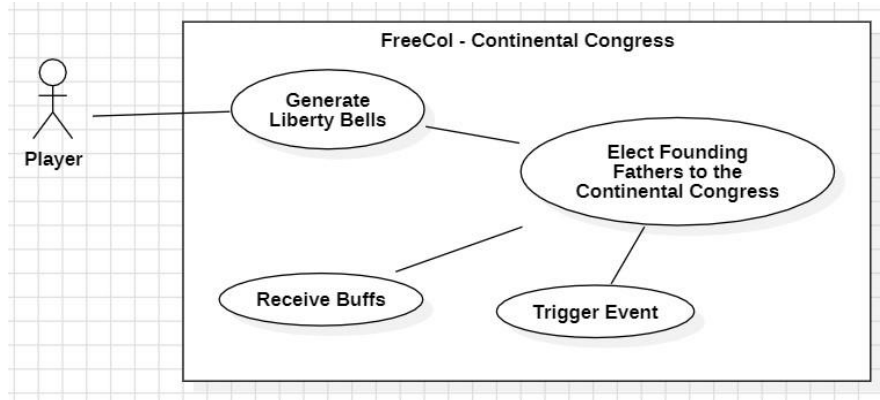 FreeCol - Continental Congress
Generate
Liberty Bells
Player
Elect Founding
Fathers to the
Continental Congress
Receive Buffs
Trigger Event